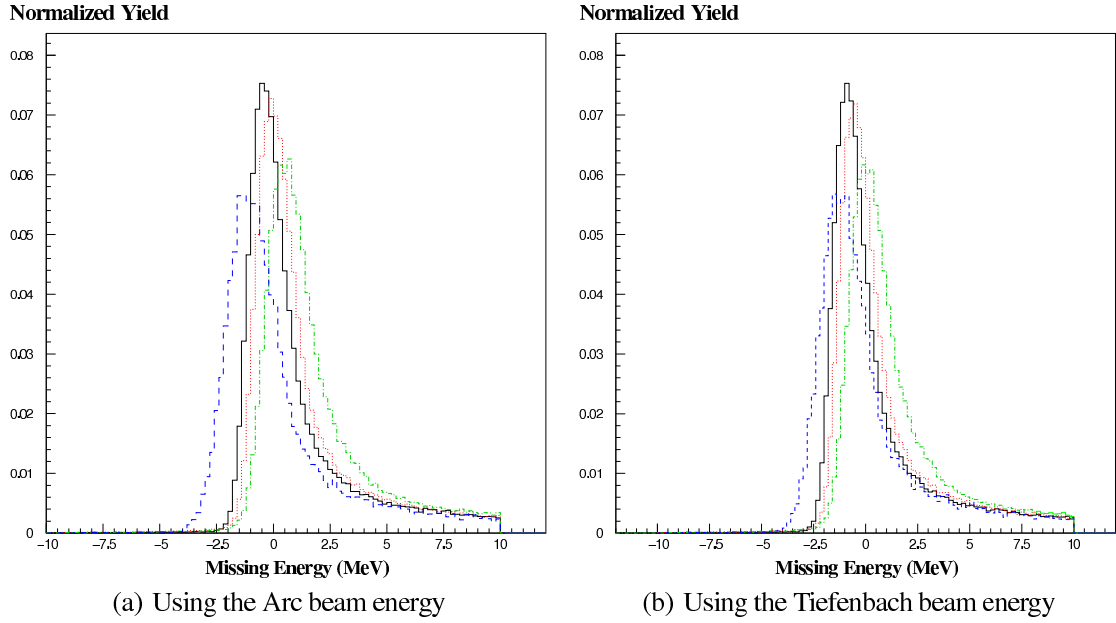 Normalized Yield
0.08
0.07
0.06
0.05
0.04
0.03
0.02
0.01
0
−10 −7.5 −5 −2.5 0 2.5 5 7.5 10
Missing Energy (MeV)
(a) Using the Arc beam energy
Normalized Yield
0.08
0.07
0.06
0.05
0.04
0.03
0.02
0.01
0
−10 −7.5 −5 −2.5 0 2.5 5 7.5 10
Missing Energy (MeV)
(b) Using the Tiefenbach beam energy